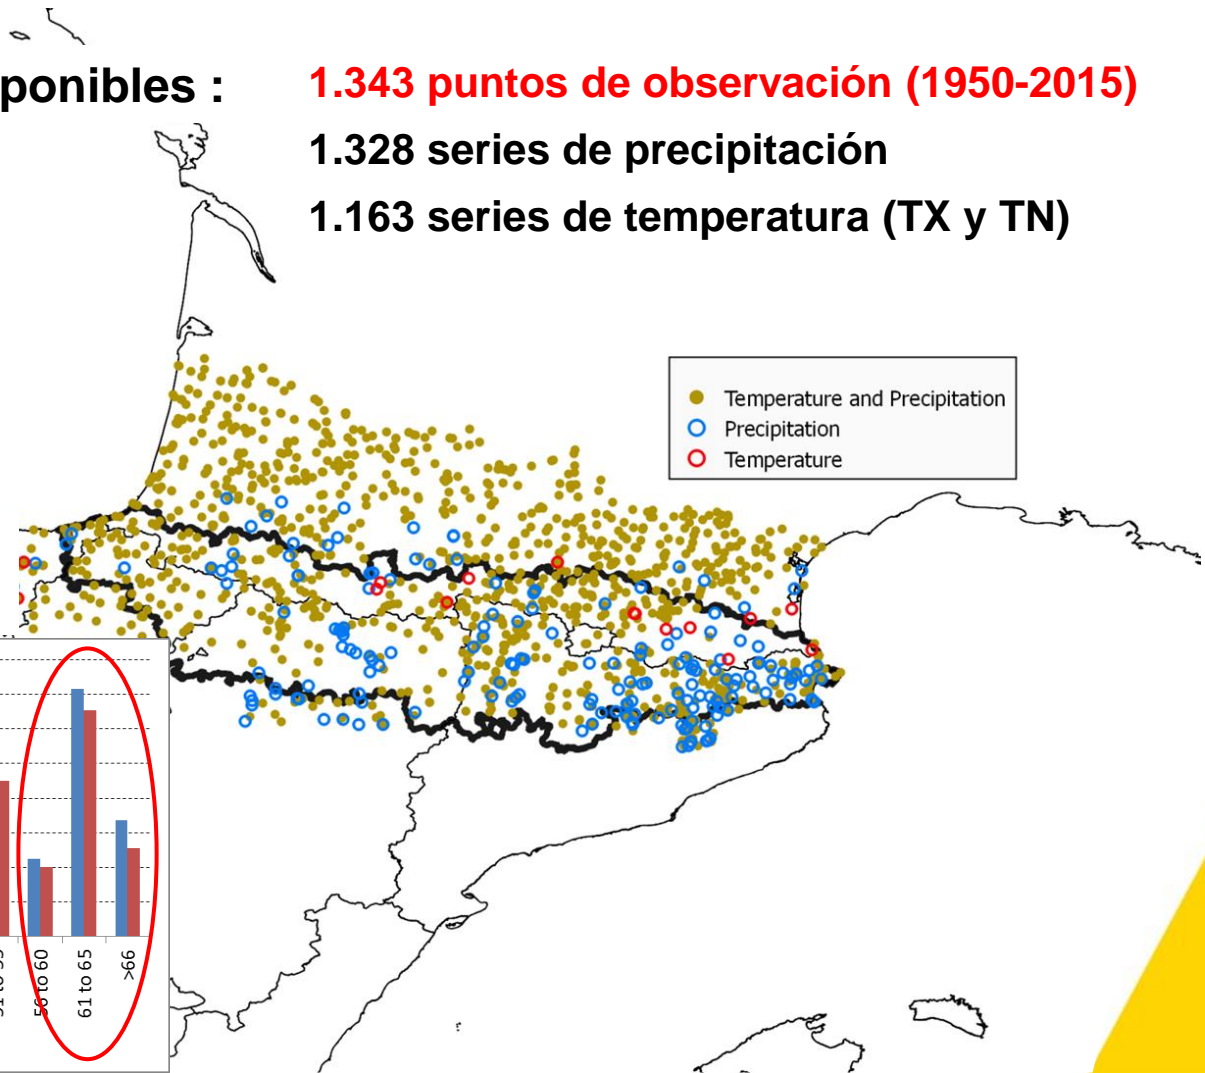 ponibles :
1.343 puntos de observación (1950-2015)
1.328 series de precipitación
1.163 series de temperatura (TX y TN)
Temperature and Precipitation
Precipitation
Temperature
56 to 60
61 to 65
>66